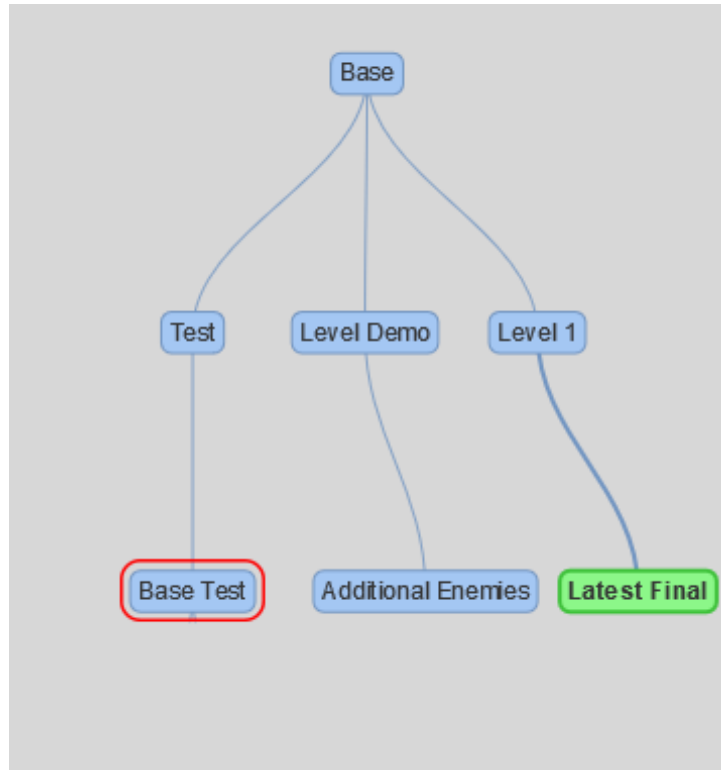 Base
Test
Level Demo
Level 1
Base Test
Additional Enemies
Latest Final